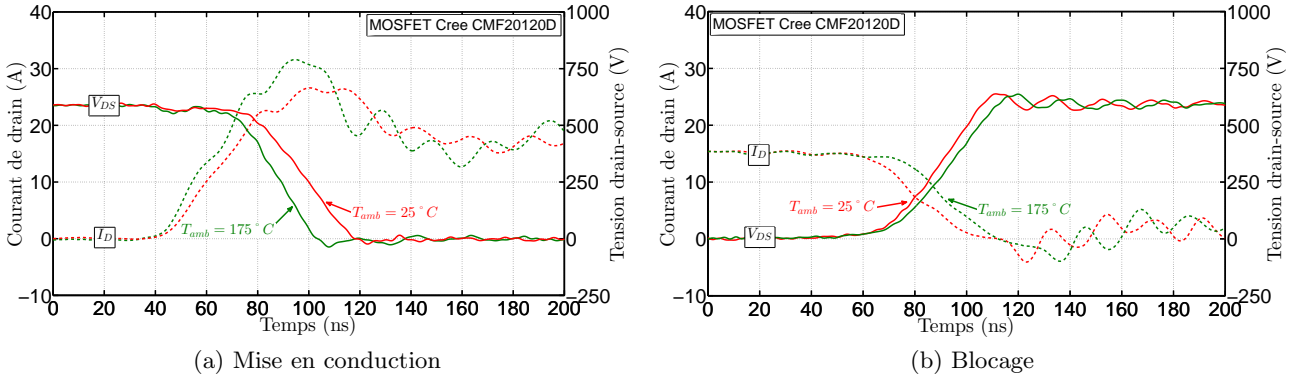 MOSFET Cree CMF20120D
Courant de drain (A)
40
30
20
10
0
−10
V_DS
I_D
T_amb = 175°C
T_amb = 25°C
0 20 40 60 80 100 120 140 160 180 200
Temps (ns)
1000
750
500
250
0
−250
Tension drain-source (V)
(a) Mise en conduction
MOSFET Cree CMF20120D
Courant de drain (A)
40
30
20
10
0
−10
I_D
V_DS
T_amb = 25°C
T_amb = 175°C
0 20 40 60 80 100 120 140 160 180 200
Temps (ns)
1000
750
500
250
0
−250
Tension drain-source (V)
(b) Blocage